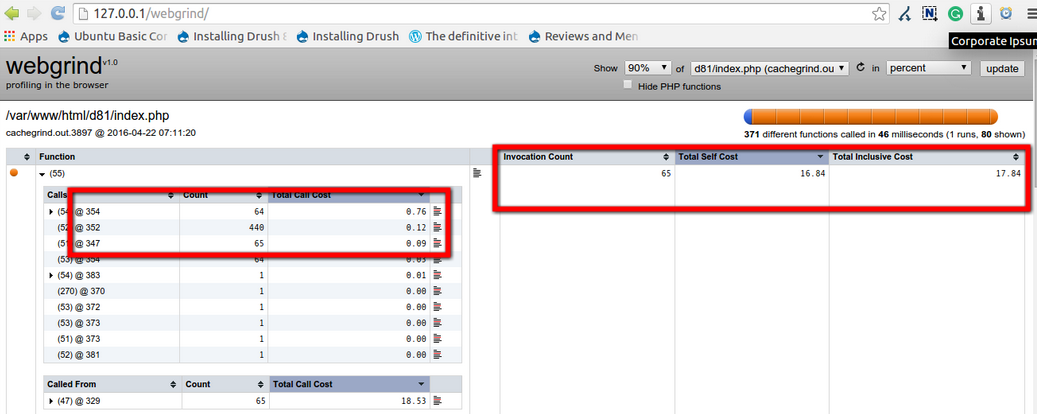 127.0.0.1/webgrind/
Apps Ubuntu Basic Cor Installing Drush 8 Installing Drush The definitive int Reviews and Men
Corporate Ipsum
webgrind v1.0
profiling in the browser
Show 90% of d81/index.php (cachegrind.ou in percent update
Hide PHP functions
/var/www/html/d81/index.php
cachegrind.out.3897 @ 2016-04-22 07:11:20
371 different functions called in 46 milliseconds (1 runs, 80 shown)
Function Invocation Count Total Self Cost Total Inclusive Cost
(55) 65 16.84 17.84
Calls Count Total Call Cost
(54) @ 354 64 0.76
(52) @ 352 440 0.12
(51) @ 347 65 0.09
(53) @ 354 64 0.03
(54) @ 383 1 0.01
(270) @ 370 1 0.00
(53) @ 372 1 0.00
(53) @ 373 1 0.00
(51) @ 373 1 0.00
(52) @ 381 1 0.00
Called From Count Total Call Cost
(47) @ 329 65 18.53